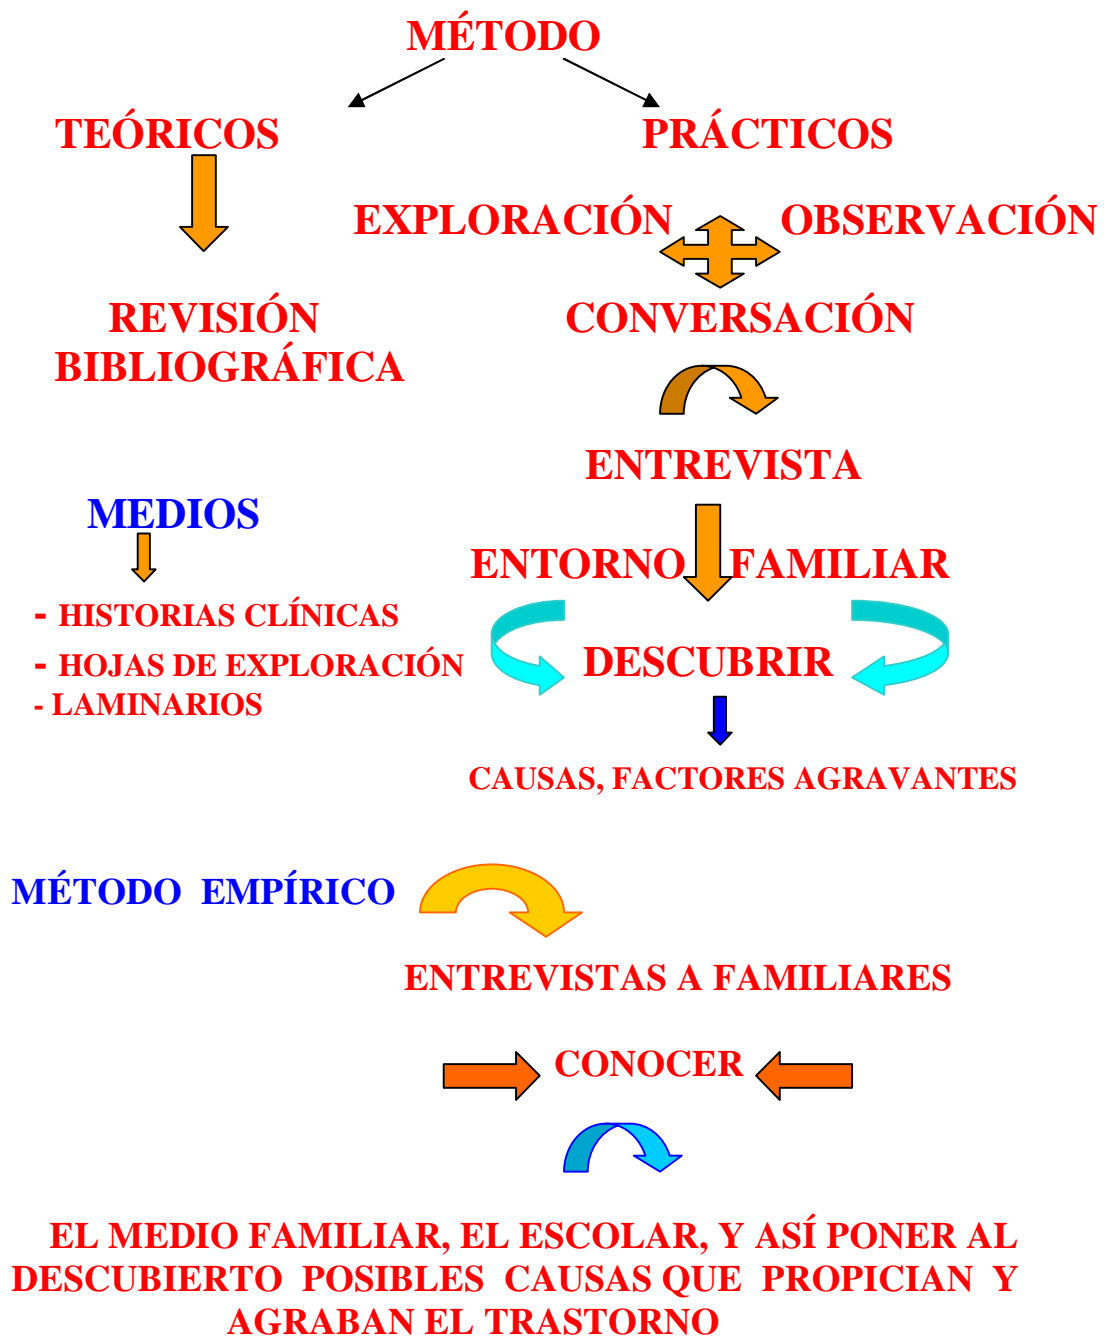 MÉTODO
TEÓRICOS
PRÁCTICOS
EXPLORACIÓN
OBSERVACIÓN
REVISIÓN
BIBLIOGRÁFICA
CONVERSACIÓN
ENTREVISTA
MEDIOS
ENTORNO FAMILIAR
- HISTORIAS CLÍNICAS
- HOJAS DE EXPLORACIÓN
- LAMINARIOS
DESCUBRIR
CAUSAS, FACTORES AGRAVANTES
MÉTODO EMPÍRICO
ENTREVISTAS A FAMILIARES
CONOCER
EL MEDIO FAMILIAR, EL ESCOLAR, Y ASÍ PONER AL
DESCUBIERTO POSIBLES CAUSAS QUE PROPICIAN Y
AGRABAN EL TRASTORNO